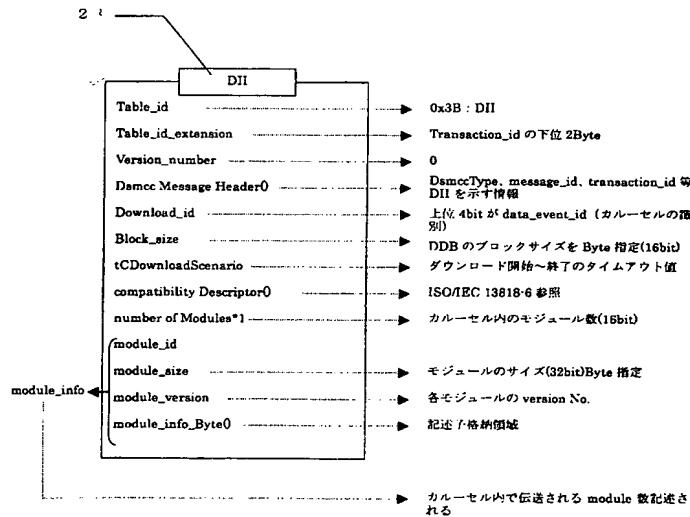 2
DII
Table_id
0x3B : DII
Table_id_extension
Transaction_id の下位 2Byte
Version_number
0
Dsmcc Message Header()
DsmccType、message_id、transaction_id 等
DII を示す情報
Download_id
上位 4bit が data_event_id (カルーセルの識
別)
Block_size
DDB のブロックサイズを Byte 指定(16bit)
tCDownloadScenario
ダウンロード開始～終了のタイムアウト値
compatibility Descriptor()
ISO/IEC 13818-6 参照
number of Modules*1
カルーセル内のモジュール数(16bit)
module_id
module_size
モジュールのサイズ(32bit)Byte 指定
module_info
module_version
各モジュールの version No.
module_info_Byte()
記述子格納領域
カルーセル内で伝送される module 数記述さ
れる